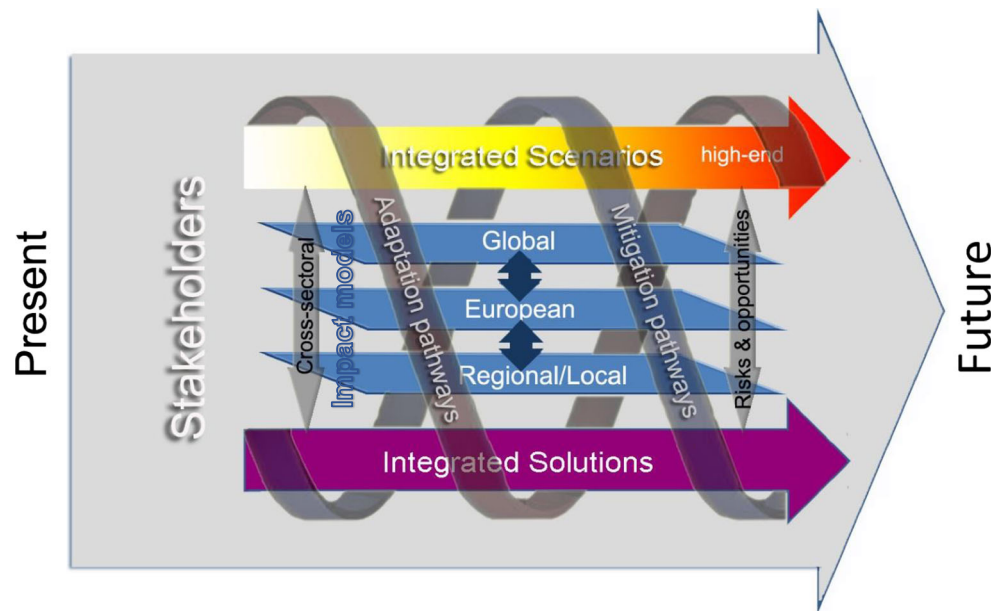 Present
Stakeholders
Integrated Scenarios
high-end
Cross-sectoral
Impact models
Adaptation pathways
Global
European
Regional/Local
Mitigation pathways
Risks & opportunities
Integrated Solutions
Future